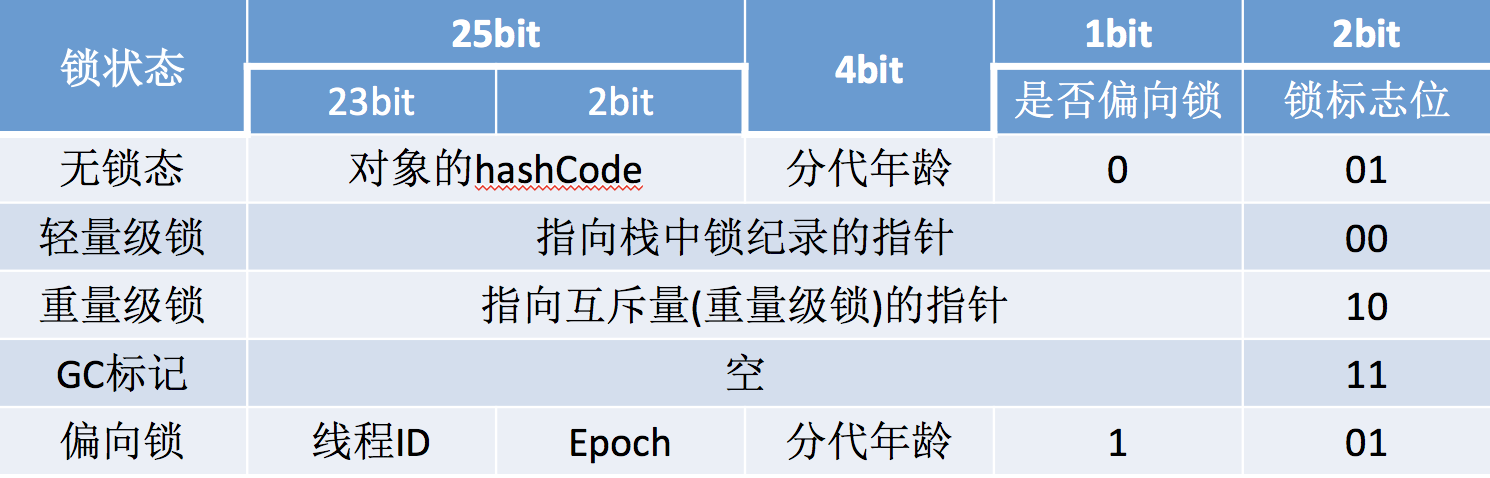 锁状态 25bit 4bit 1bit 2bit
23bit 2bit 是否偏向锁 锁标志位
无锁态 对象的hashCode 分代年龄 0 01
轻量级锁 指向栈中锁纪录的指针 00
重量级锁 指向互斥量(重量级锁)的指针 10
GC标记 空 11
偏向锁 线程ID Epoch 分代年龄 1 01